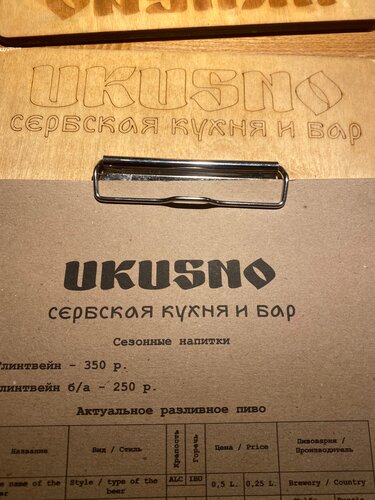 UKUSNO
UKUSNO
СЕРБСКАЯ КУХНЯ И БАР
UKUSNO
СЕРБСКАЯ КУХНЯ И БАР
Сезонные напитки
Глинтвейн - 350 р.
Глинтвейн б/а - 250 р.
Актуальное разливное пиво
Название
Вид / Стиль
Крепость
Горечь
Цена / Price
Пивоварня / Производитель
name of the
Style / type of the beer
ALC
IBU
0,5 L.
0,25 L.
Brewery / Country